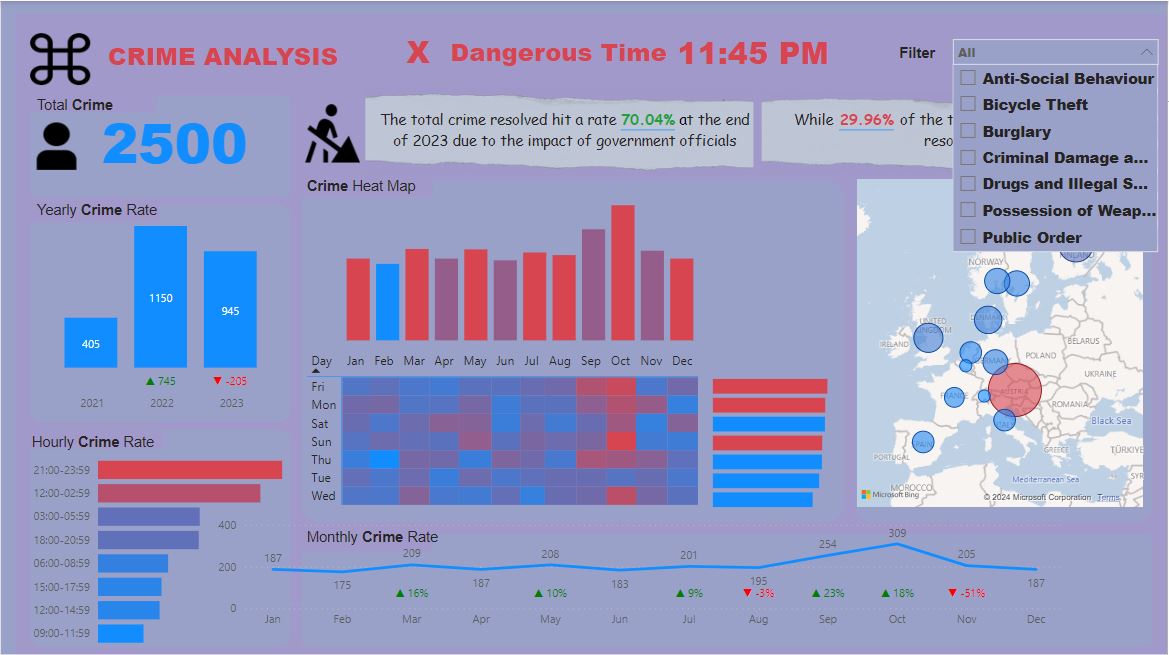 CRIME ANALYSIS
X Dangerous Time 11:45 PM
Filter
All
Anti-Social Behaviour
Bicycle Theft
Burglary
Criminal Damage a...
Drugs and Illegal S...
Possession of Weap...
Public Order
Total Crime
2500
The total crime resolved hit a rate 70.04% at the end
of 2023 due to the impact of government officials
While 29.96% of the t
reso
Yearly Crime Rate
405
1150
945
▲ 745
▼ -205
2021 2022 2023
Crime Heat Map
Day Jan Feb Mar Apr May Jun Jul Aug Sep Oct Nov Dec
Fri
Mon
Sat
Sun
Thu
Tue
Wed
NORWAY
FINLAND
UNITED
KINGDOM
DENMARK
IRELAND
BELARUS
POLAND
GERMANY
UKRAINE
FRANCE
AUSTRIA
ROMANIA
ITALY
Black Sea
SPAIN
PORTUGAL
GREECE
TÜRKİYE
Mediterranean Sea
SYR
MOROCCO
Microsoft Bing
© 2024 Microsoft Corporation Terms
Hourly Crime Rate
21:00-23:59
12:00-02:59
03:00-05:59
18:00-20:59
06:00-08:59
15:00-17:59
12:00-14:59
09:00-11:59
Monthly Crime Rate
400
200
0
187
175
209
187
208
183
201
195
254
309
205
187
▲ 16%
▲ 10%
▲ 9%
▼ -3%
▲ 23%
▲ 18%
▼ -51%
Jan Feb Mar Apr May Jun Jul Aug Sep Oct Nov Dec